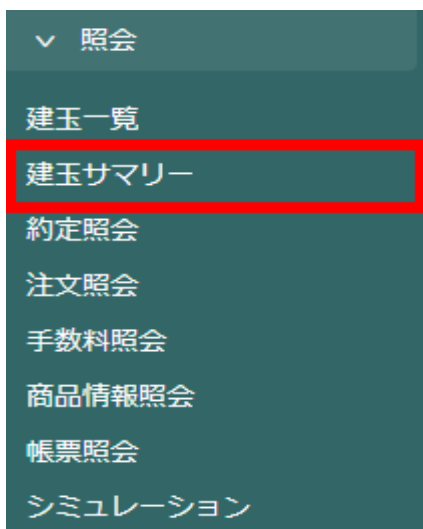 照会
建玉一覧
建玉サマリー
約定照会
注文照会
手数料照会
商品情報照会
帳票照会
シミュレーション